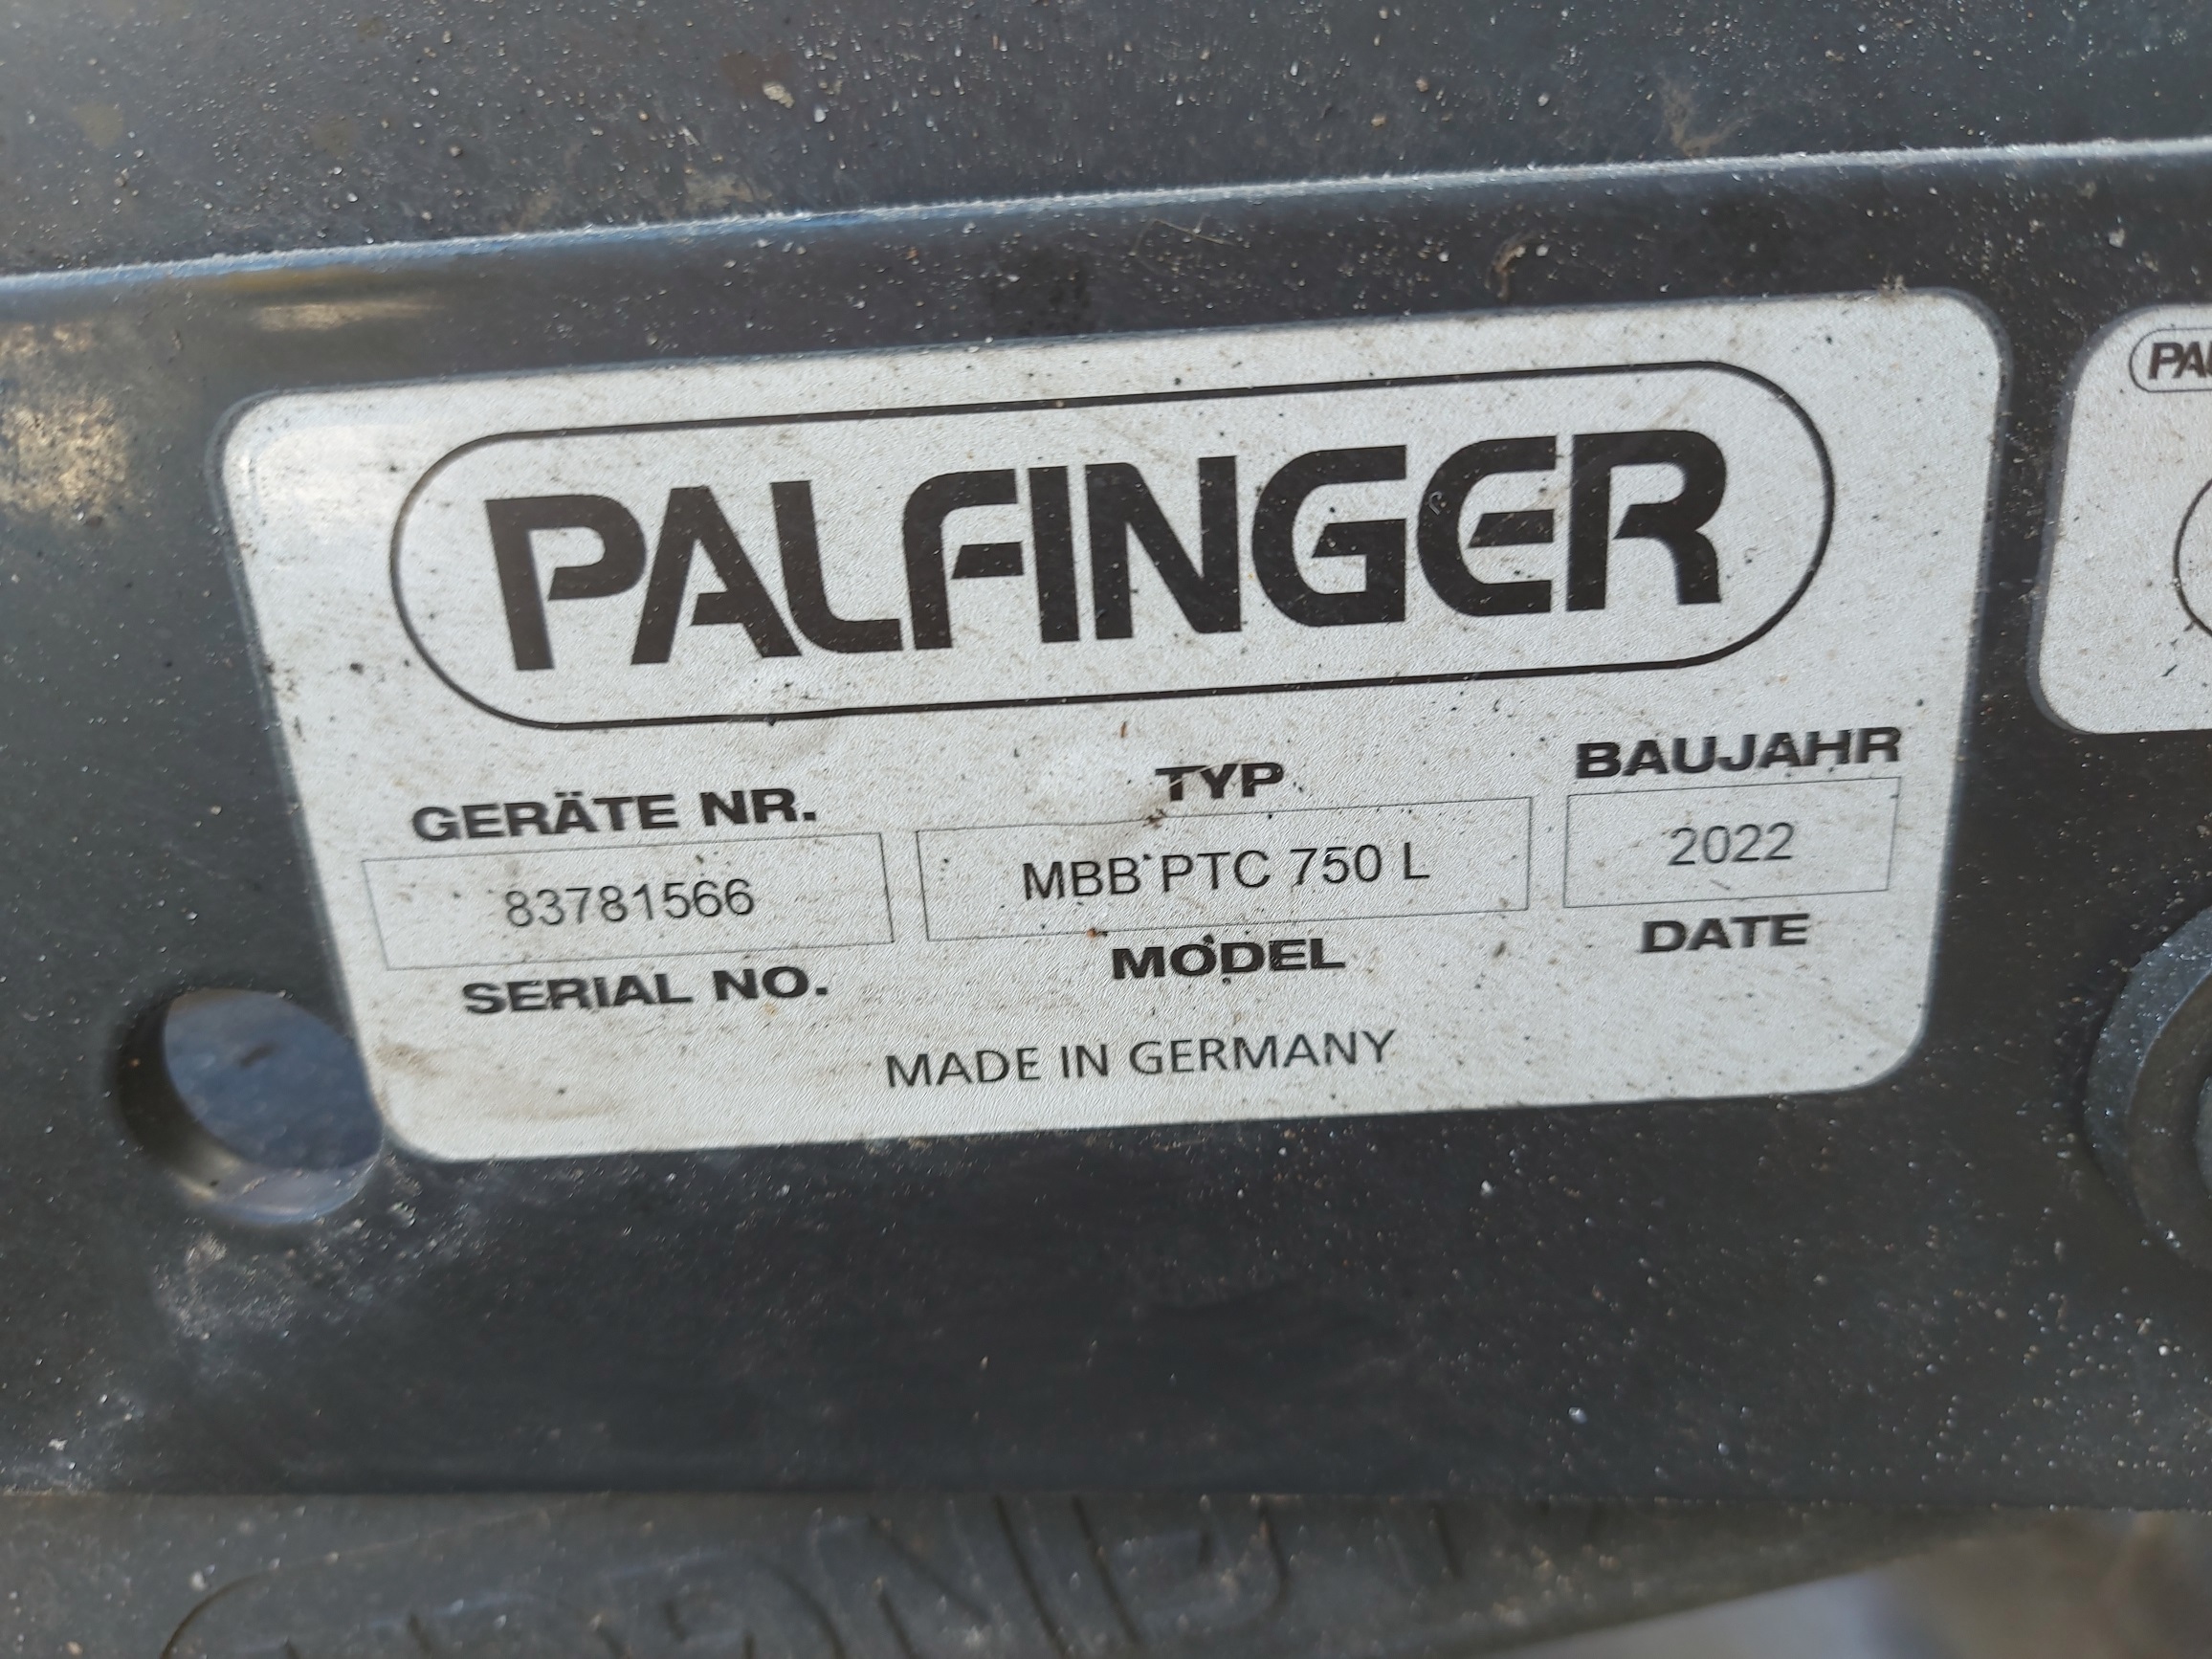 PALFINGER
GERÄTE NR. TYP BAUJAHR
83781566 MBB PTC 750 L 2022
SERIAL NO. MODEL DATE
MADE IN GERMANY